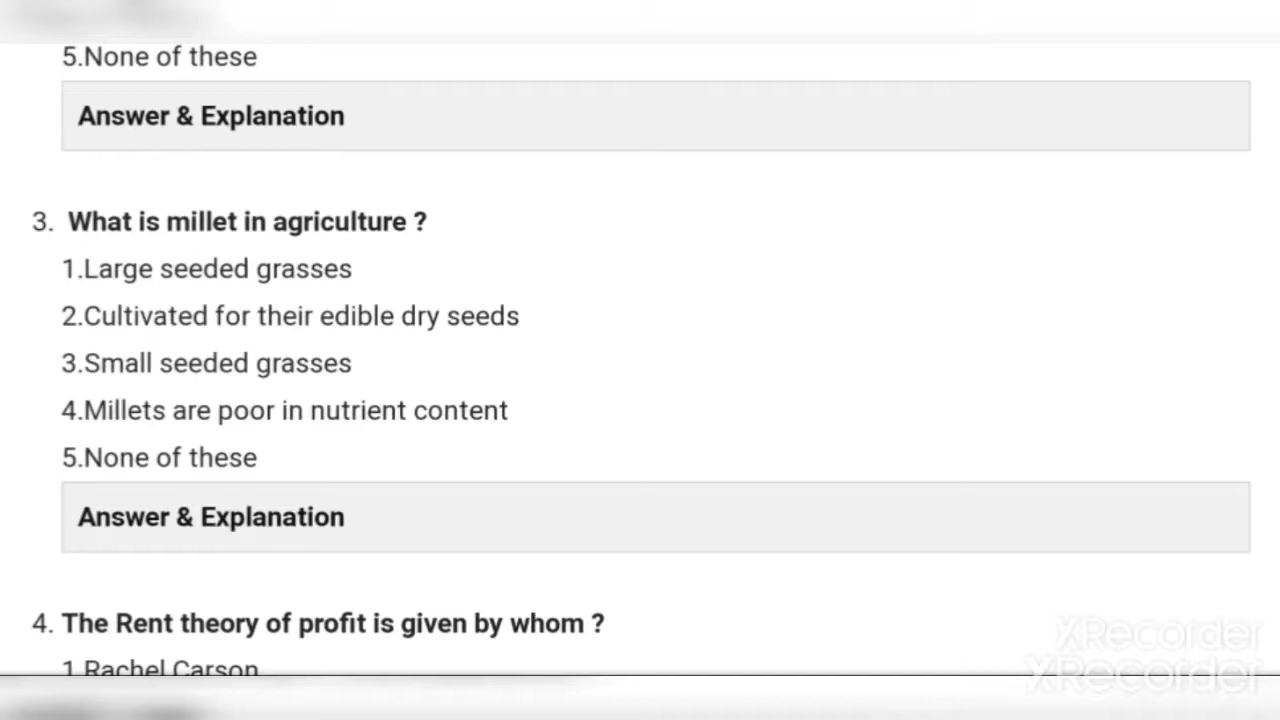 5.None of these
Answer & Explanation
3. What is millet in agriculture ?
1.Large seeded grasses
2.Cultivated for their edible dry seeds
3.Small seeded grasses
4.Millets are poor in nutrient content
5.None of these
Answer & Explanation
4. The Rent theory of profit is given by whom ?
1.Rachel Carson
XRecorder
XRecorder